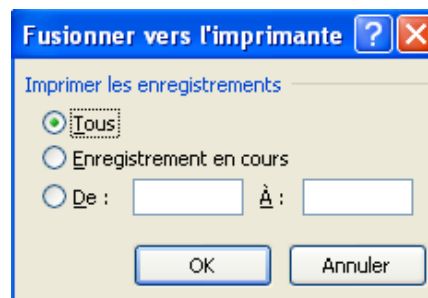 Fusionner vers l'imprimante ?
Imprimer les enregistrements
Tous
Enregistrement en cours
De : À :
OK Annuler